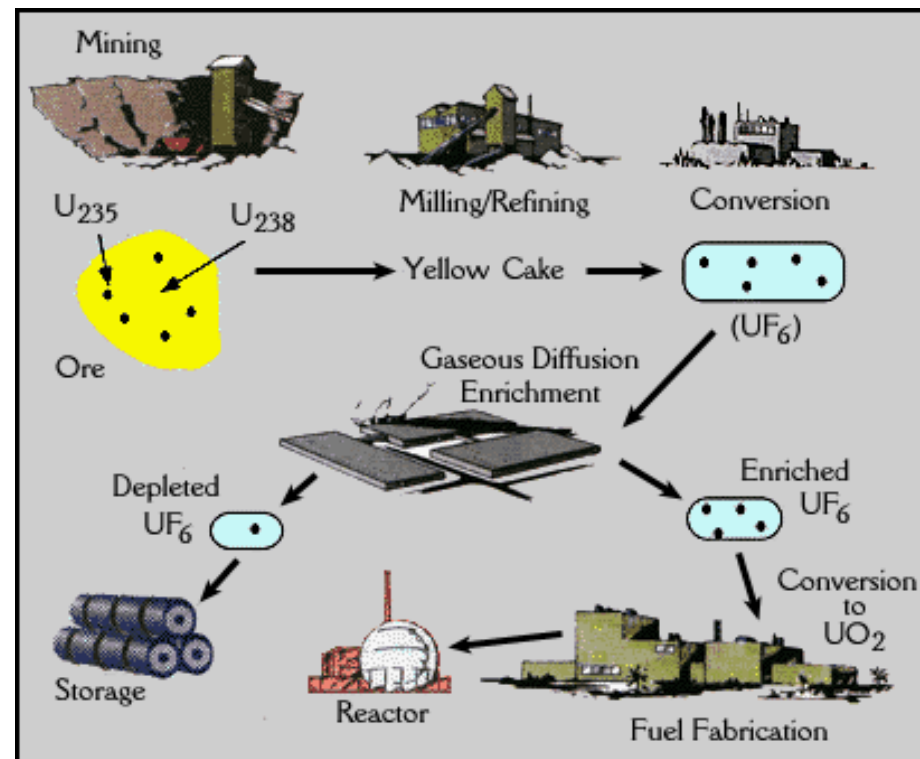 Mining
Milling/Refining
Conversion
U235
U238
Ore
Yellow Cake
(UF6)
Gaseous Diffusion
Enrichment
Depleted
UF6
Enriched
UF6
Storage
Reactor
Conversion
to
UO2
Fuel Fabrication